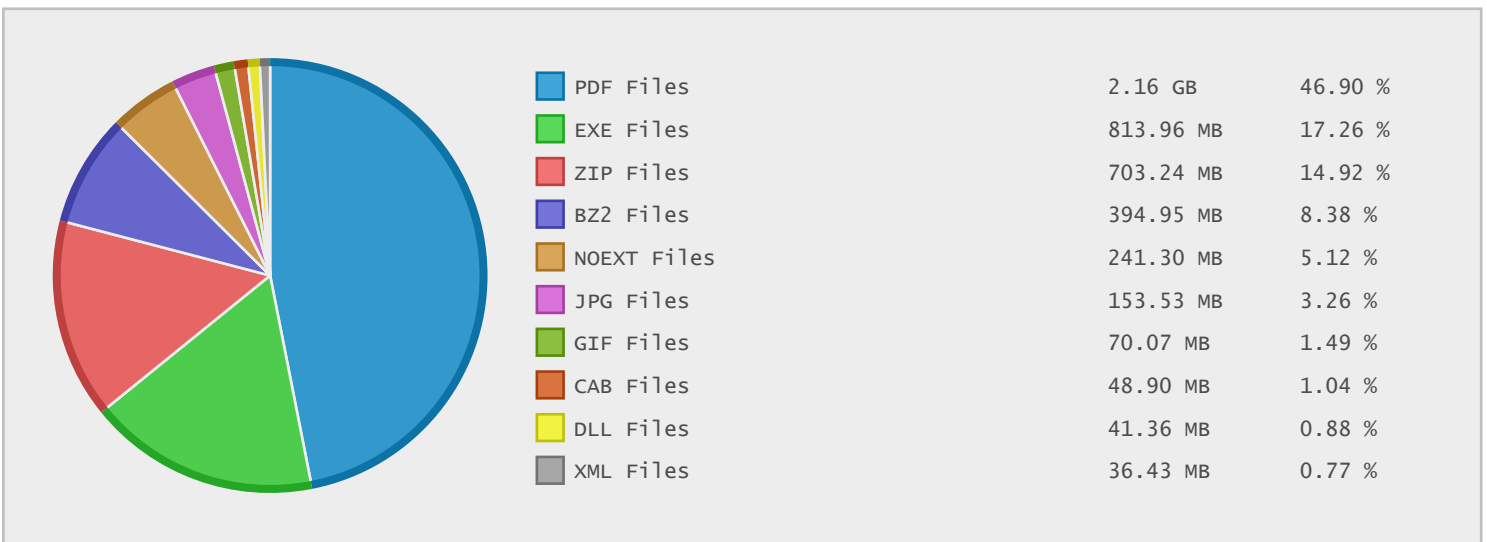 PDF Files 2.16 GB 46.90 %
EXE Files 813.96 MB 17.26 %
ZIP Files 703.24 MB 14.92 %
BZ2 Files 394.95 MB 8.38 %
NOEXT Files 241.30 MB 5.12 %
JPG Files 153.53 MB 3.26 %
GIF Files 70.07 MB 1.49 %
CAB Files 48.90 MB 1.04 %
DLL Files 41.36 MB 0.88 %
XML Files 36.43 MB 0.77 %